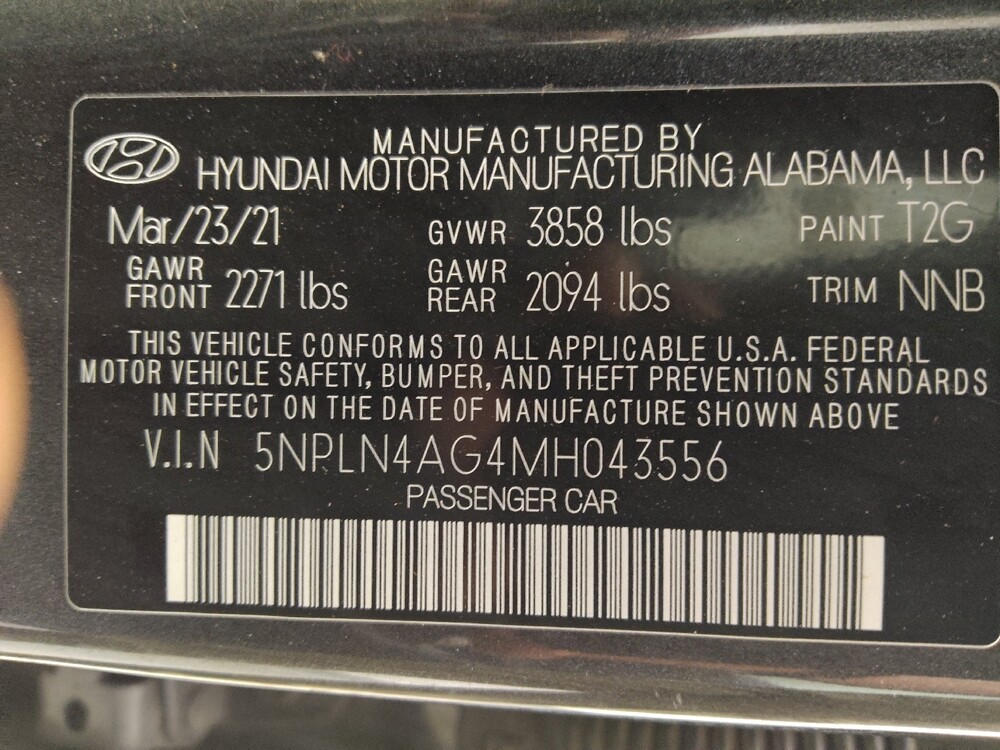 MANUFACTURED BY
HYUNDAI MOTOR MANUFACTURING ALABAMA, LLC
Mar/23/21 GVWR 3858 lbs PAINT T2G
GAWR FRONT 2271 lbs GAWR REAR 2094 lbs TRIM NNB
THIS VEHICLE CONFORMS TO ALL APPLICABLE U.S.A. FEDERAL
MOTOR VEHICLE SAFETY, BUMPER, AND THEFT PREVENTION STANDARDS
IN EFFECT ON THE DATE OF MANUFACTURE SHOWN ABOVE
V.I.N 5NPLN4AG4MH043556
PASSENGER CAR